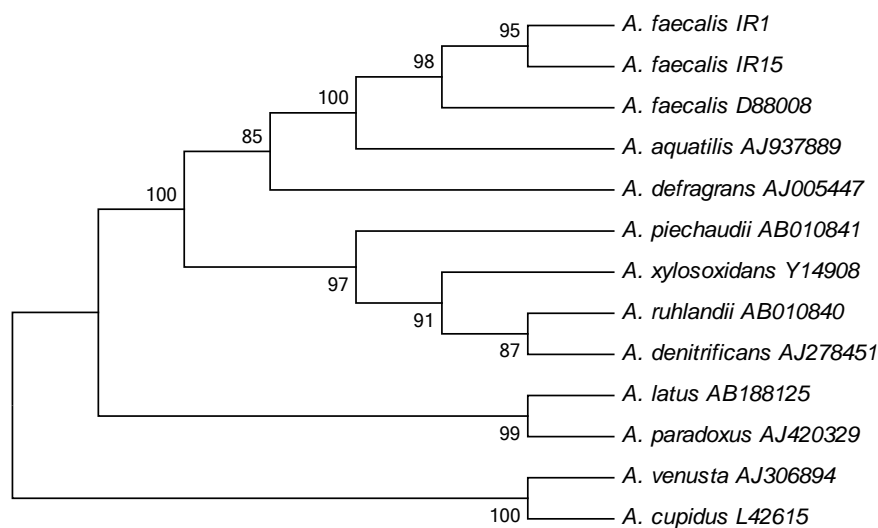 95
A. faecalis IR1
A. faecalis IR15
98
A. faecalis D88008
100
A. aquatilis AJ937889
85
A. defragrans AJ005447
100
A. piechaudii AB010841
97
A. xylosoxidans Y14908
91
A. ruhlandii AB010840
87
A. denitrificans AJ278451
A. latus AB188125
99
A. paradoxus AJ420329
A. venusta AJ306894
100
A. cupidus L42615